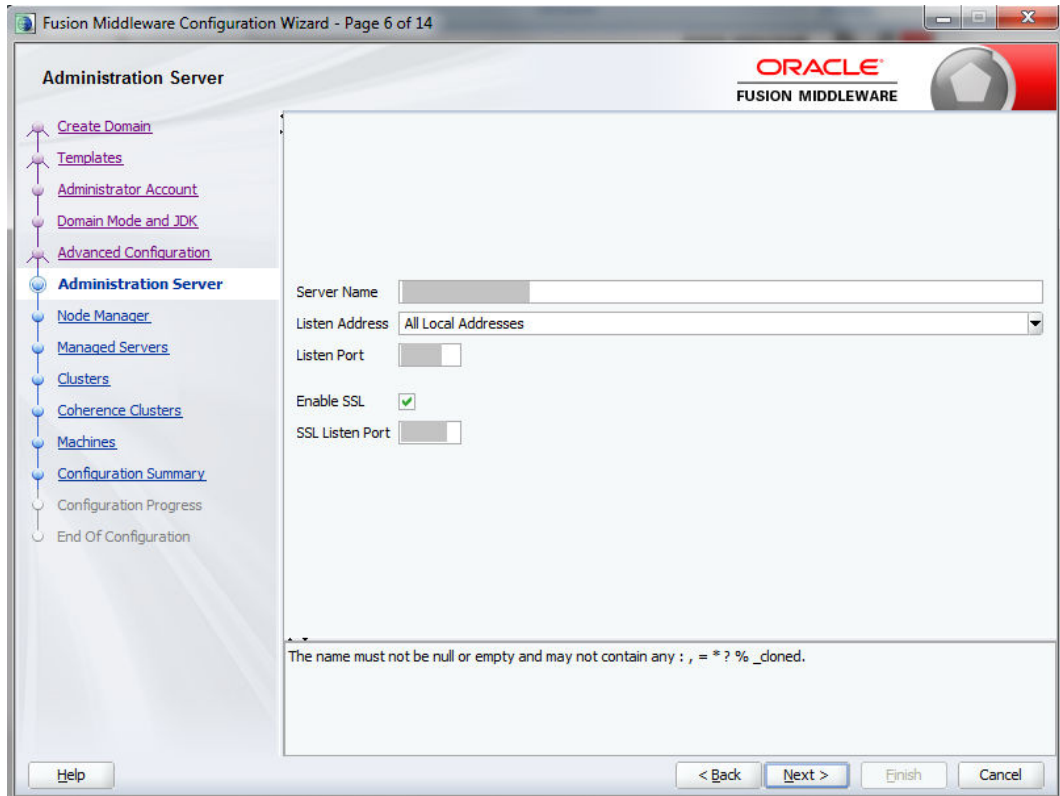 Fusion Middleware Configuration Wizard - Page 6 of 14
Administration Server
ORACLE
FUSION MIDDLEWARE
Create Domain
Templates
Administrator Account
Domain Mode and JDK
Advanced Configuration
Administration Server
Node Manager
Managed Servers
Clusters
Coherence Clusters
Machines
Configuration Summary
Configuration Progress
End Of Configuration
Server Name
Listen Address All Local Addresses
Listen Port
Enable SSL
SSL Listen Port
The name must not be null or empty and may not contain any : , = * ? % _cloned.
Help < Back Next > Finish Cancel